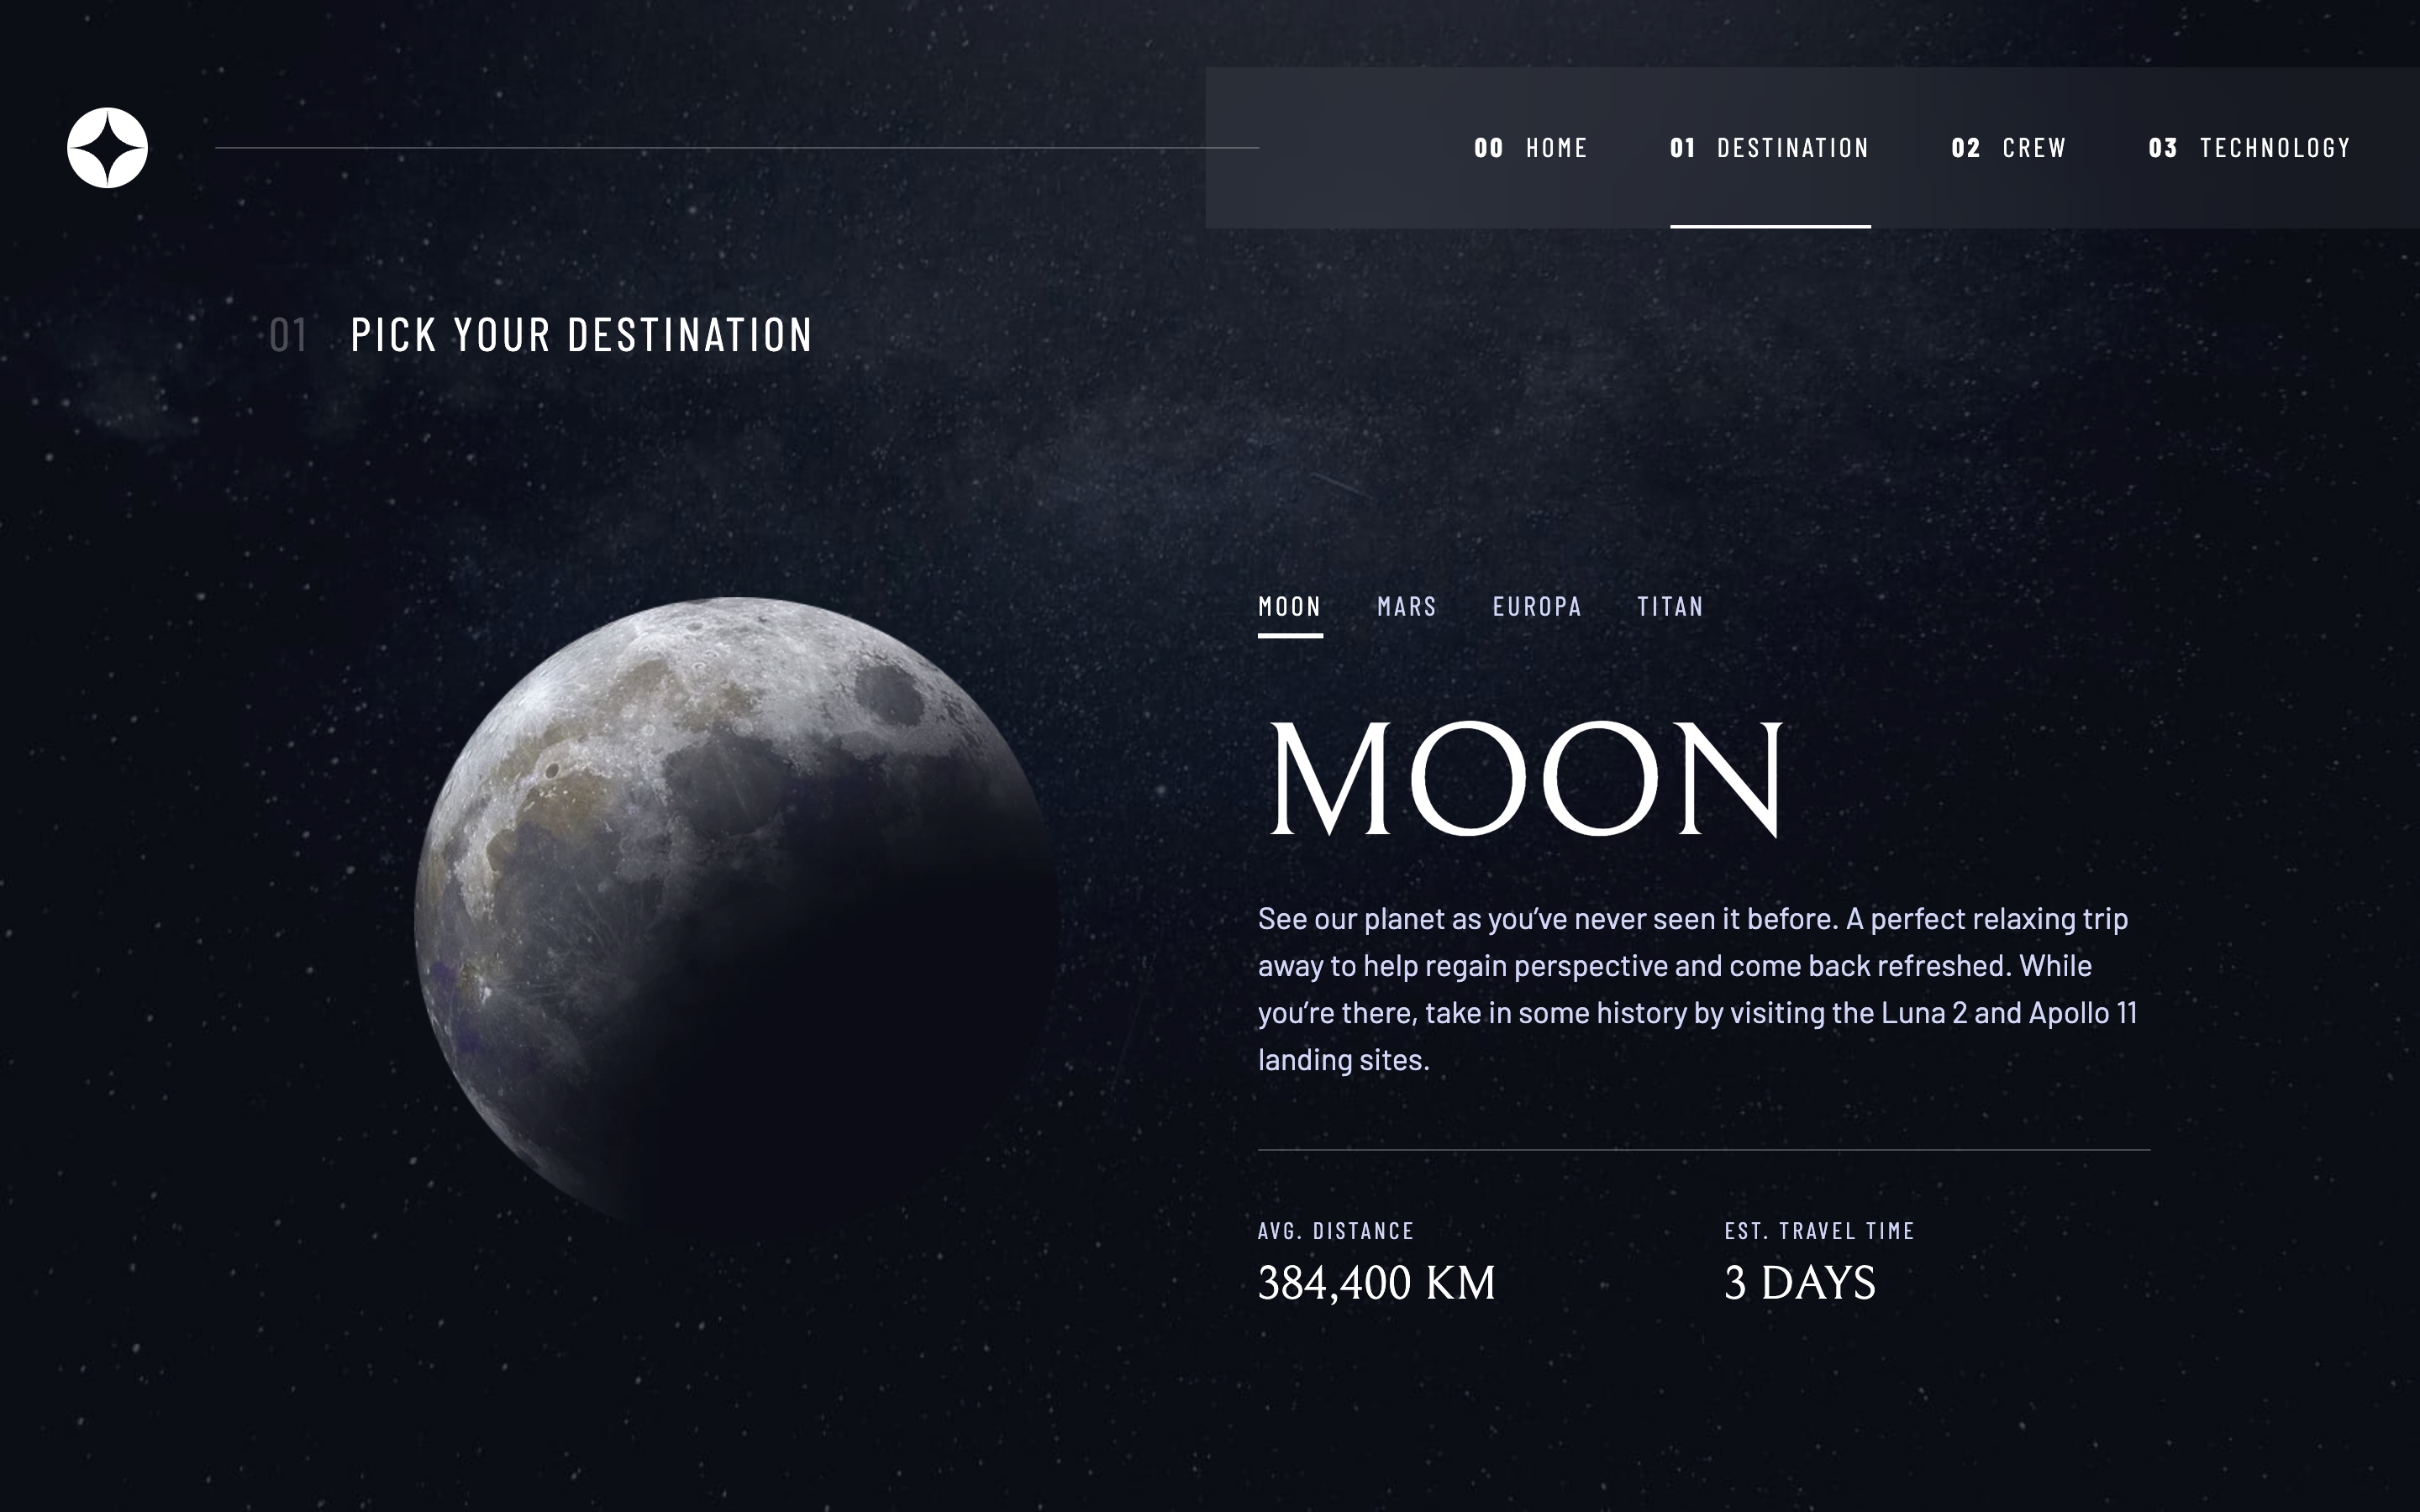 00 HOME 01 DESTINATION 02 CREW 03 TECHNOLOGY
01 PICK YOUR DESTINATION
MOON MARS EUROPA TITAN
MOON
See our planet as you’ve never seen it before. A perfect relaxing trip
away to help regain perspective and come back refreshed. While
you’re there, take in some history by visiting the Luna 2 and Apollo 11
landing sites.
AVG. DISTANCE
384,400 KM
EST. TRAVEL TIME
3 DAYS